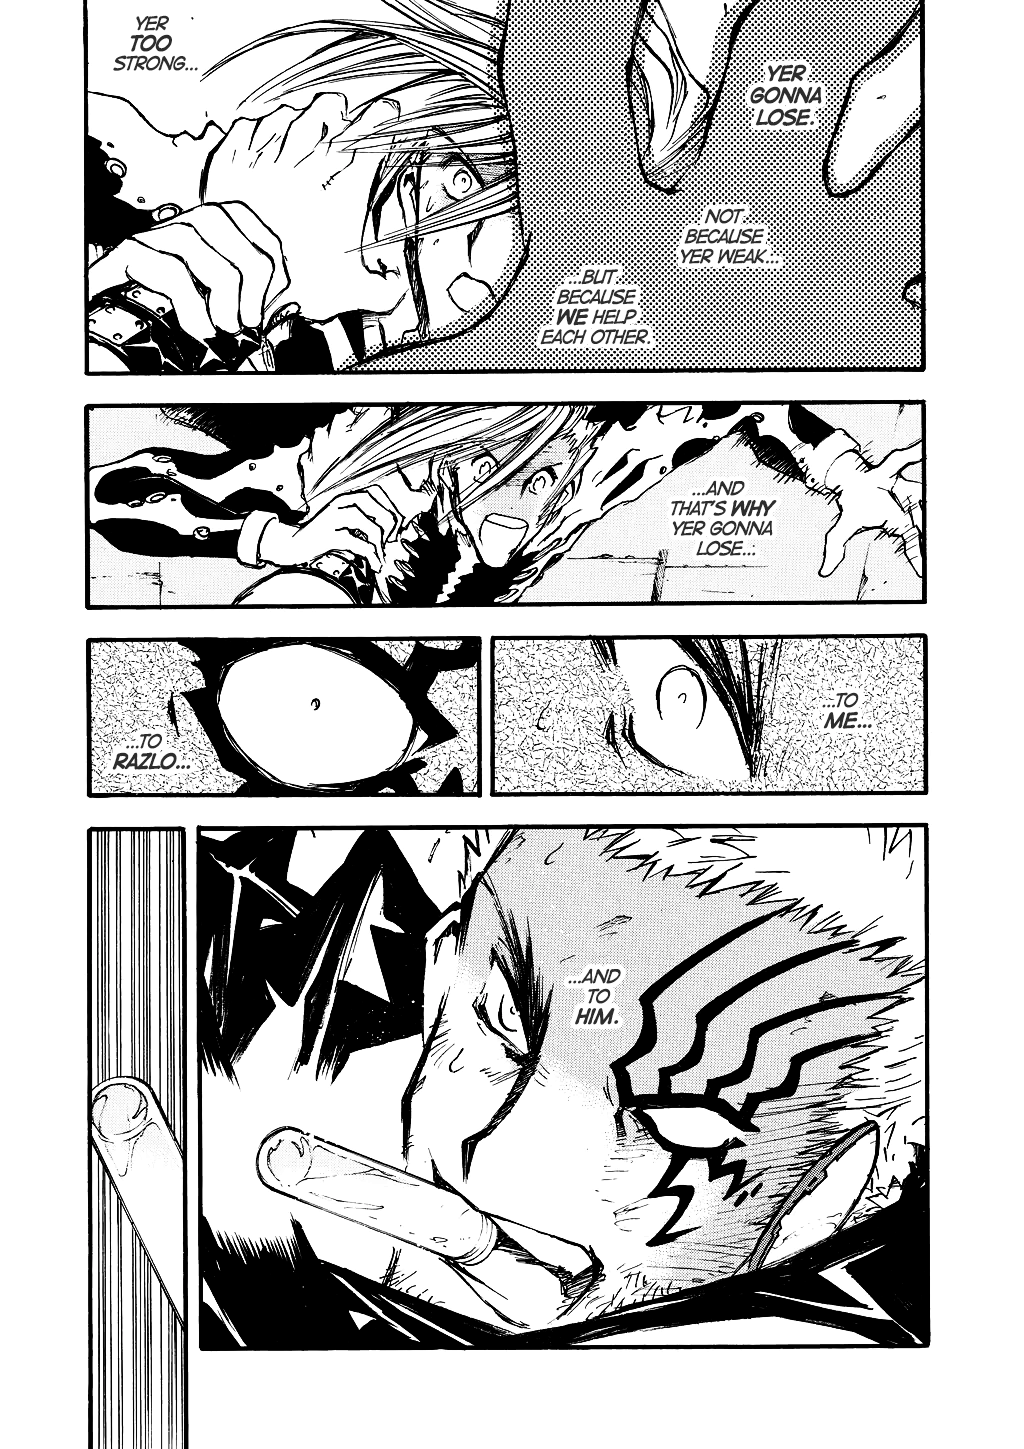 YER
GONNA
LOSE.
NOT
BECAUSE
YER WEAK...
...BUT
BECAUSE
WE HELP
EACH OTHER.
YER
TOO
STRONG...
...AND
THAT'S WHY
YER GONNA
LOSE...
...TO
ME...
...TO
RAZLO...
...AND
TO
HIM.